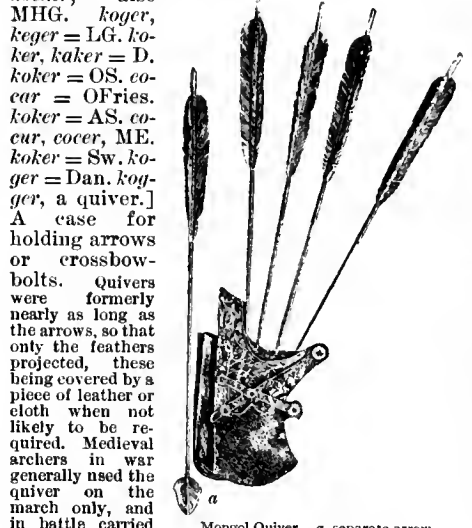 MHG. koger,
keger = LG. ko-
ker, kaker = D.
koker = OS. co-
car = OFries.
koker = AS. co-
cur, cocer, ME.
koker = Sw. ko-
ger = Dan. kog-
ger, a quiver.]
A case for
holding arrows
or crossbow-
bolts. Quivers
were formerly
nearly as long as
the arrows, so that
only the feathers
projected, these
being covered by a
piece of leather or
cloth when not
likely to be re-
quired. Medieval
archers in war
generally used the
quiver on the
march only, and
in battle carried
a
Mongol Quiver. a, separate arrow.